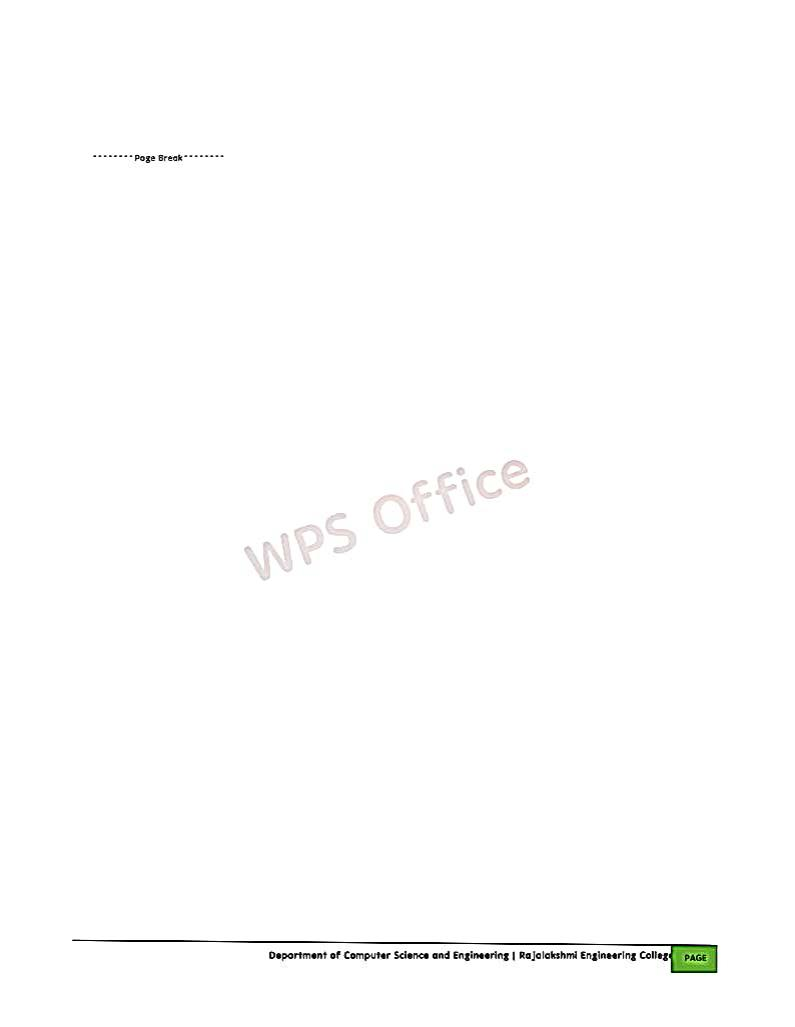 --------Page Break--------
WPS Office
Department of Computer Science and Engineering | Rajalakshmi Engineering College
PAGE